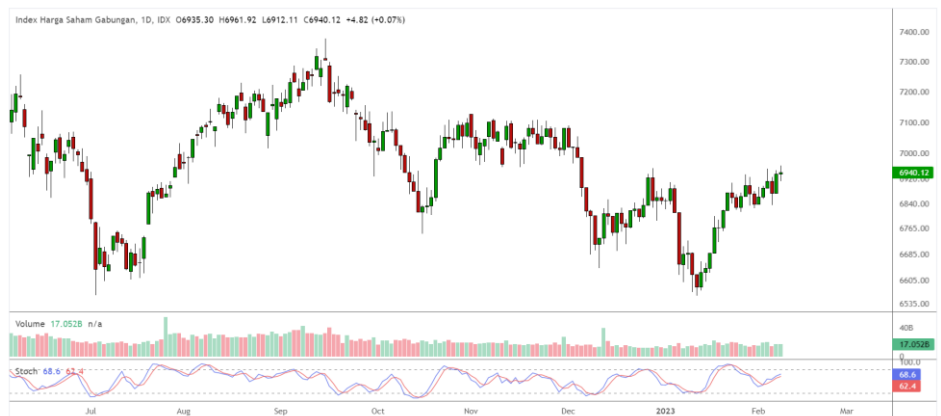 Index Harga Saham Gabungan, 1D, IDX O6935.30 H6961.92 L6912.11 C6940.12 +4.82 (+0.07%)
7400.00
7300.00
7200.00
7100.00
7000.00
6940.12
6840.00
6765.00
6685.00
6605.00
6535.00
Volume 17.052B n/a
40B
17.052B
0
100.0
Stoch 68.6 62.4
68.6
62.4
Jul Aug Sep Oct Nov Dec 2023 Feb Mar